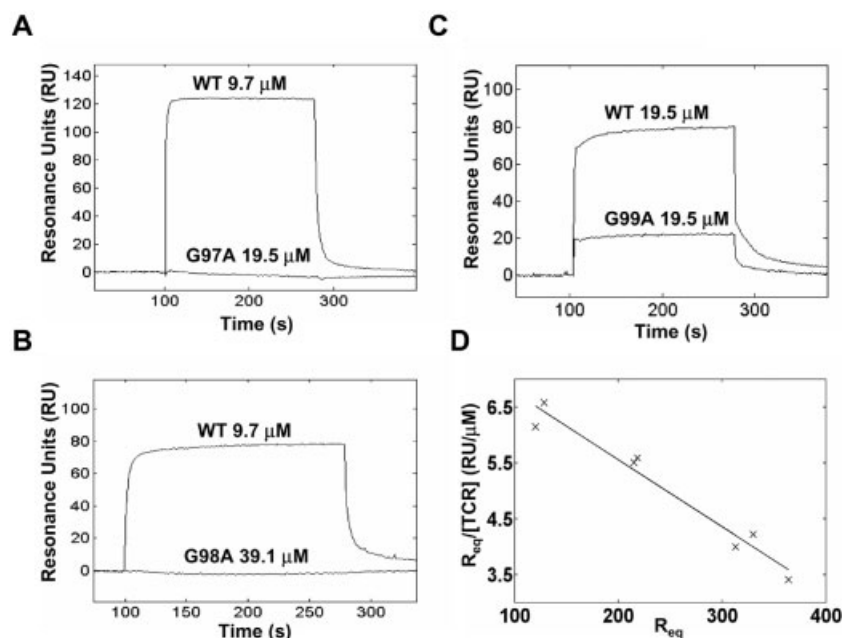 A
Resonance Units (RU)
140
120
100
80
60
40
20
0
WT 9.7 μM
G97A 19.5 μM
100
200
300
Time (s)
B
Resonance Units (RU)
100
80
60
40
20
0
WT 9.7 μM
G98A 39.1 μM
100
150
200
250
300
Time (s)
C
Resonance Units (RU)
100
80
60
40
20
0
WT 19.5 μM
G99A 19.5 μM
100
200
300
Time (s)
D
Req/[TCR] (RU/μM)
6.5
5.5
4.5
3.5
100
200
300
400
Req